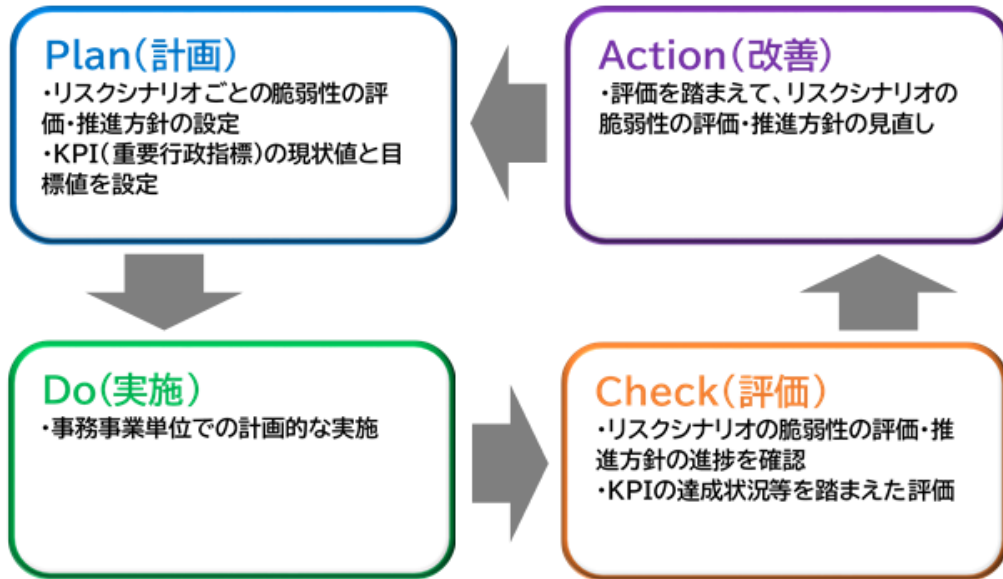 Plan(計画)
・リスクシナリオごとの脆弱性の評
価・推進方針の設定
・KPI(重要行政指標)の現状値と目
標値を設定
Action(改善)
・評価を踏まえて、リスクシナリオの
脆弱性の評価・推進方針の見直し
Do(実施)
・事務事業単位での計画的な実施
Check(評価)
・リスクシナリオの脆弱性の評価・推
進方針の進捗を確認
・KPIの達成状況等を踏まえた評価